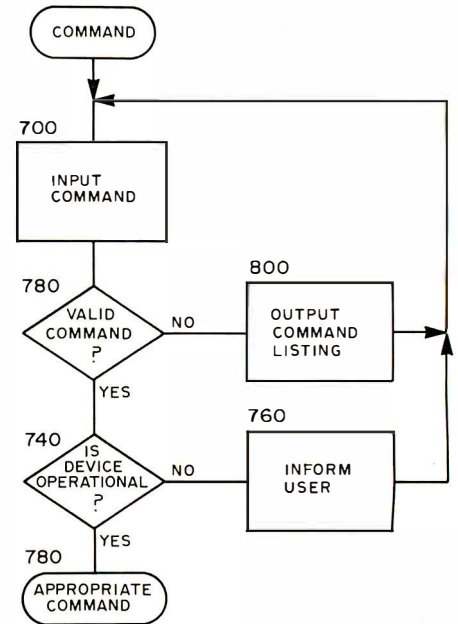 COMMAND
700
INPUT
COMMAND
780
VALID
COMMAND
?
NO
YES
800
OUTPUT
COMMAND
LISTING
740
IS
DEVICE
OPERATIONAL
?
NO
YES
760
INFORM
USER
780
APPROPRIATE
COMMAND